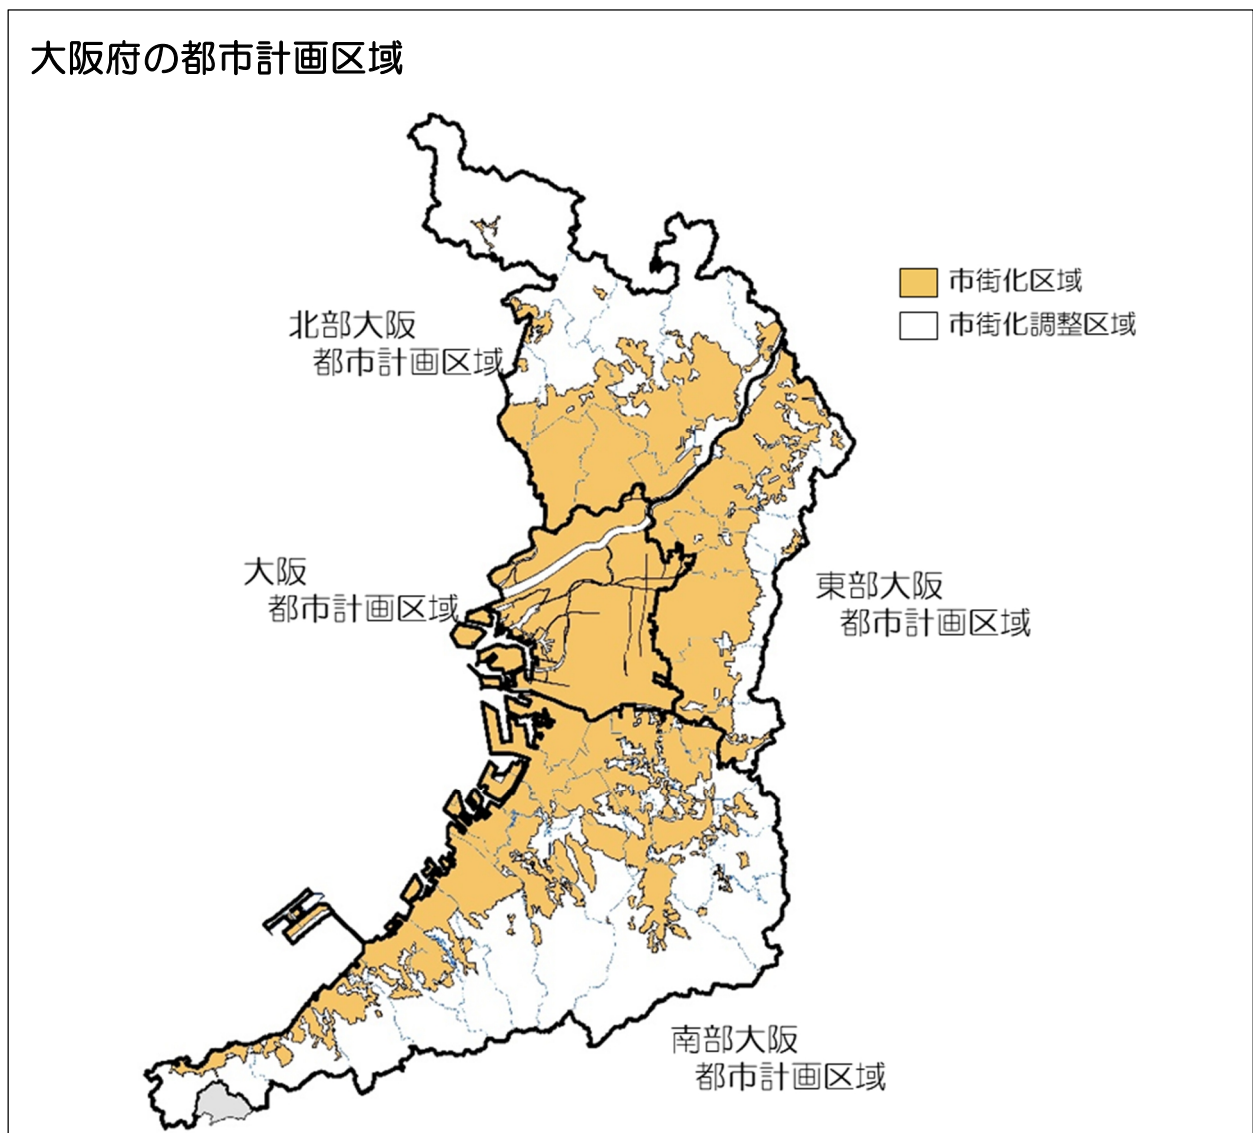 大阪府の都市計画区域
市街化区域
市街化調整区域
北部大阪
都市計画区域
大阪
都市計画区域
東部大阪
都市計画区域
南部大阪
都市計画区域